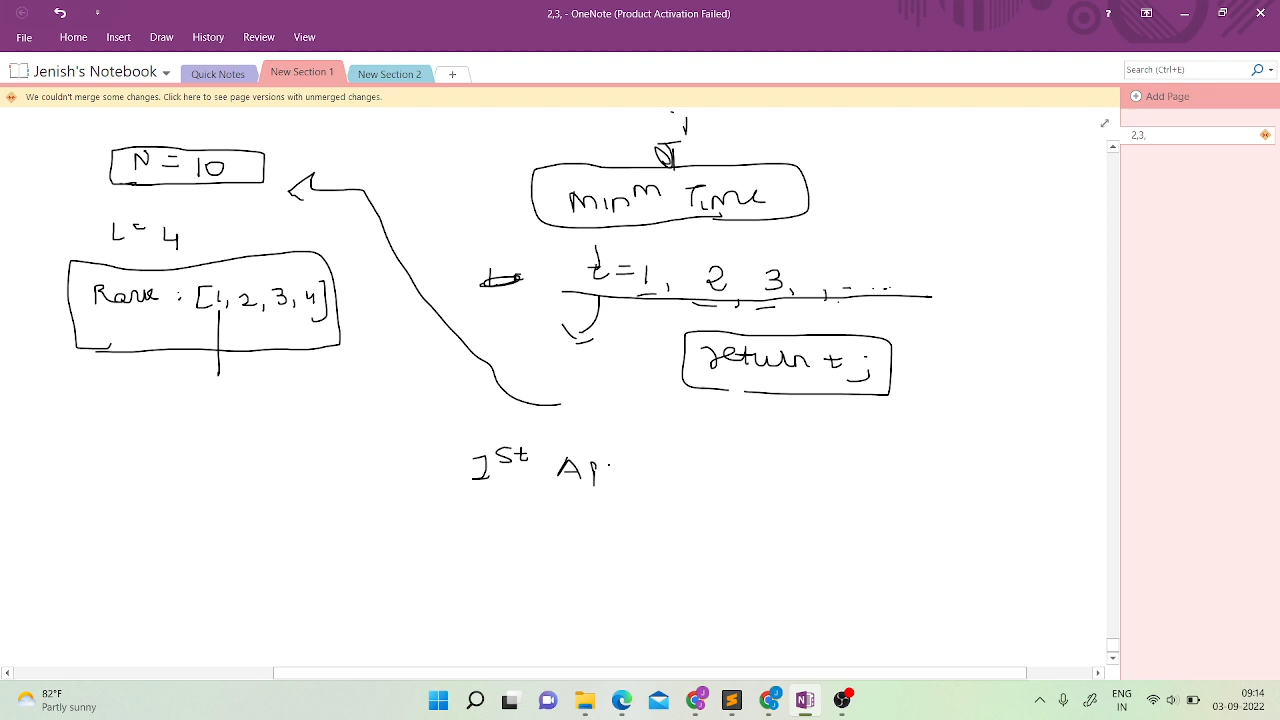 2,3, - OneNote (Product Activation Failed)
File Home Insert Draw History Review View
Jenish's Notebook
Quick Notes
New Section 1
New Section 2
Search (Ctrl+E)
We couldn't merge some changes. Click here to see page versions with unmerged changes.
Add Page
2,3,
N = 10
L = 4
Rank : [1, 2, 3, 4]
Minm Time
t = 1, 2, 3, , - ...
return t ;
1st Ap
82°F
Partly sunny
ENG
IN
09:14
03-09-2022